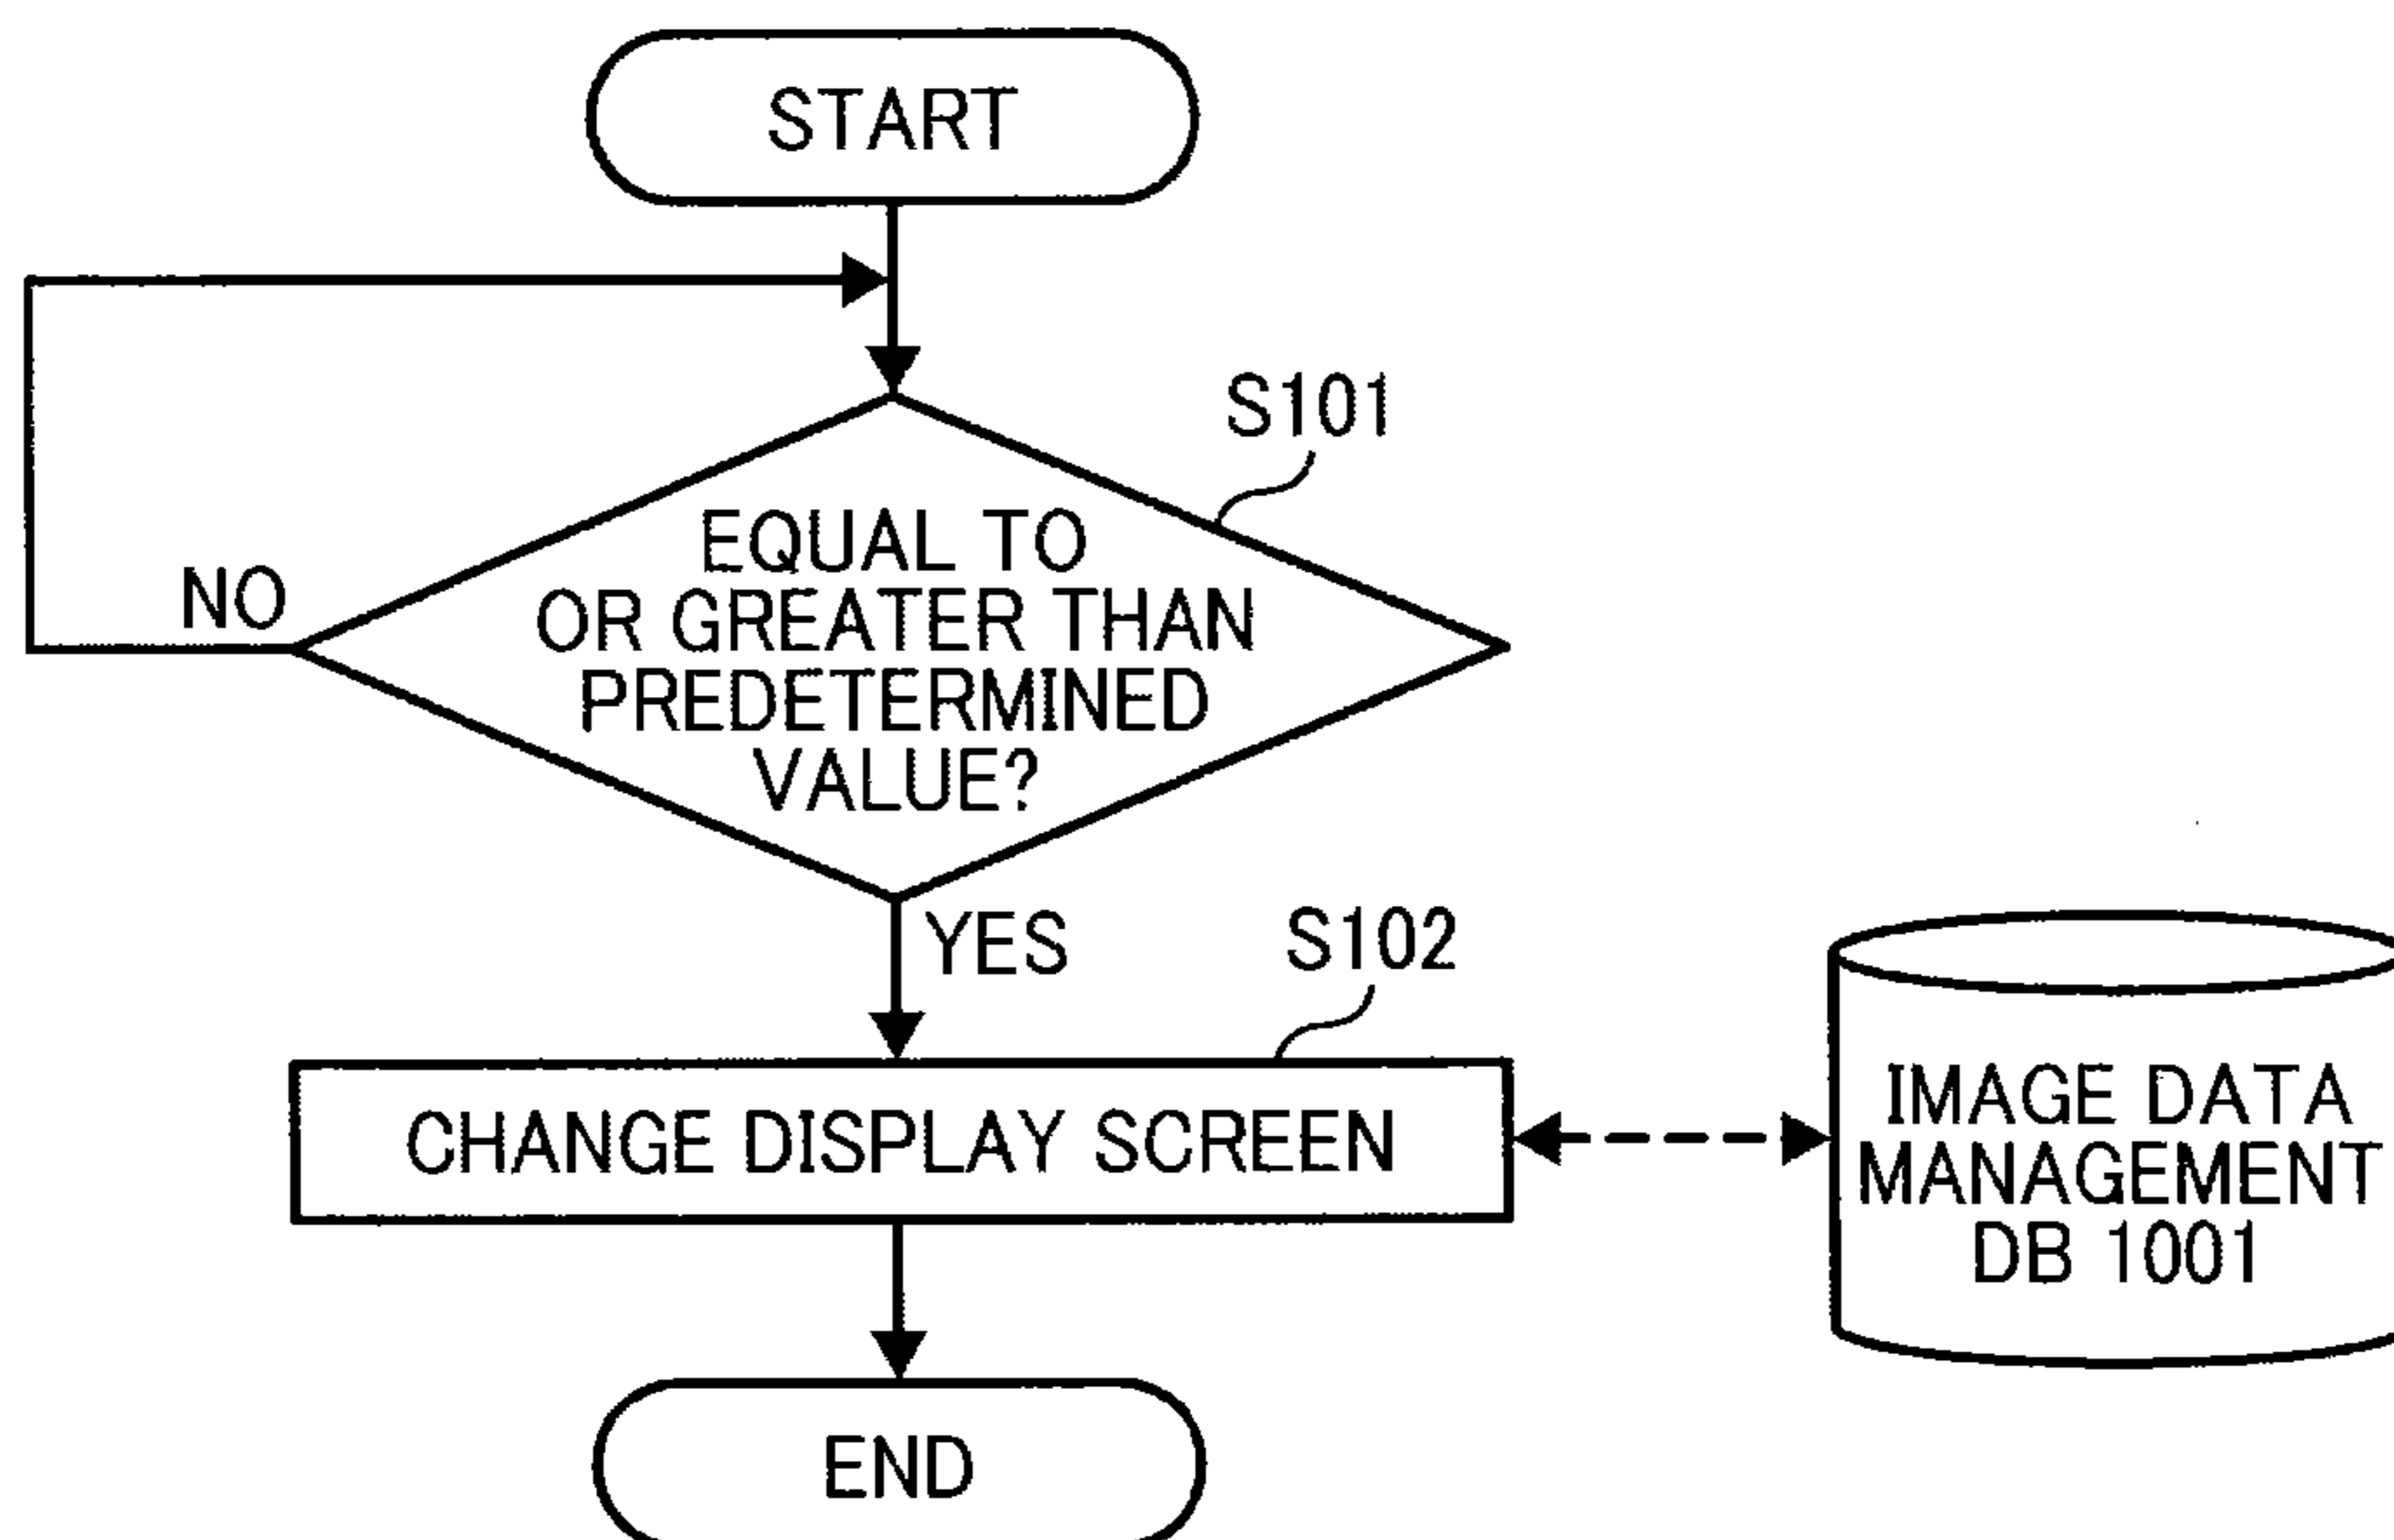 START
S101
EQUAL TO
OR GREATER THAN
PREDETERMINED
VALUE?
NO
YES
S102
CHANGE DISPLAY SCREEN
IMAGE DATA
MANAGEMENT
DB 1001
END